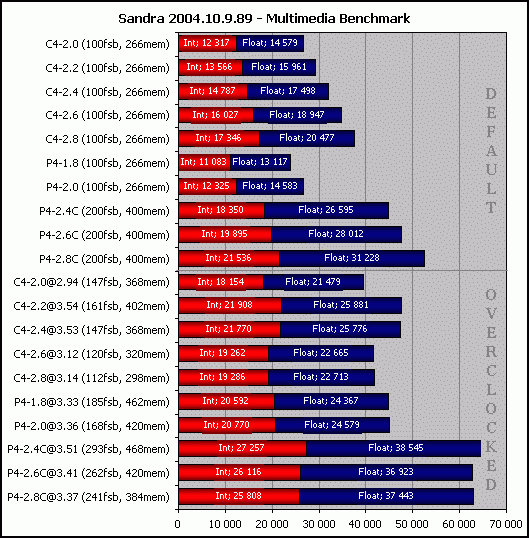 Sandra 2004.10.9.89 - Multimedia Benchmark
C4-2.0 (100fsb, 266mem) Int; 12 317 Float; 14 579
C4-2.2 (100fsb, 266mem) Int; 13 566 Float; 15 961
C4-2.4 (100fsb, 266mem) Int; 14 787 Float; 17 498
C4-2.6 (100fsb, 266mem) Int; 16 027 Float; 18 947
C4-2.8 (100fsb, 266mem) Int; 17 346 Float; 20 477
P4-1.8 (100fsb, 266mem) Int; 11 083 Float; 13 117
P4-2.0 (100fsb, 266mem) Int; 12 325 Float; 14 583
P4-2.4C (200fsb, 400mem) Int; 18 350 Float; 26 595
P4-2.6C (200fsb, 400mem) Int; 19 895 Float; 28 012
P4-2.8C (200fsb, 400mem) Int; 21 536 Float; 31 228
DEFAULT
C4-2.0@2.94 (147fsb, 368mem) Int; 18 154 Float; 21 479
C4-2.2@3.54 (161fsb, 402mem) Int; 21 908 Float; 25 881
C4-2.4@3.53 (147fsb, 368mem) Int; 21 770 Float; 25 776
C4-2.6@3.12 (120fsb, 320mem) Int; 19 262 Float; 22 665
C4-2.8@3.14 (112fsb, 298mem) Int; 19 286 Float; 22 713
P4-1.8@3.33 (185fsb, 462mem) Int; 20 592 Float; 24 367
P4-2.0@3.36 (168fsb, 420mem) Int; 20 770 Float; 24 579
P4-2.4C@3.51 (293fsb, 468mem) Int; 27 257 Float; 38 545
P4-2.6C@3.41 (262fsb, 420mem) Int; 26 116 Float; 36 923
P4-2.8C@3.37 (241fsb, 384mem) Int; 25 808 Float; 37 443
OVERCLOCKED
0 10 000 20 000 30 000 40 000 50 000 60 000 70 000